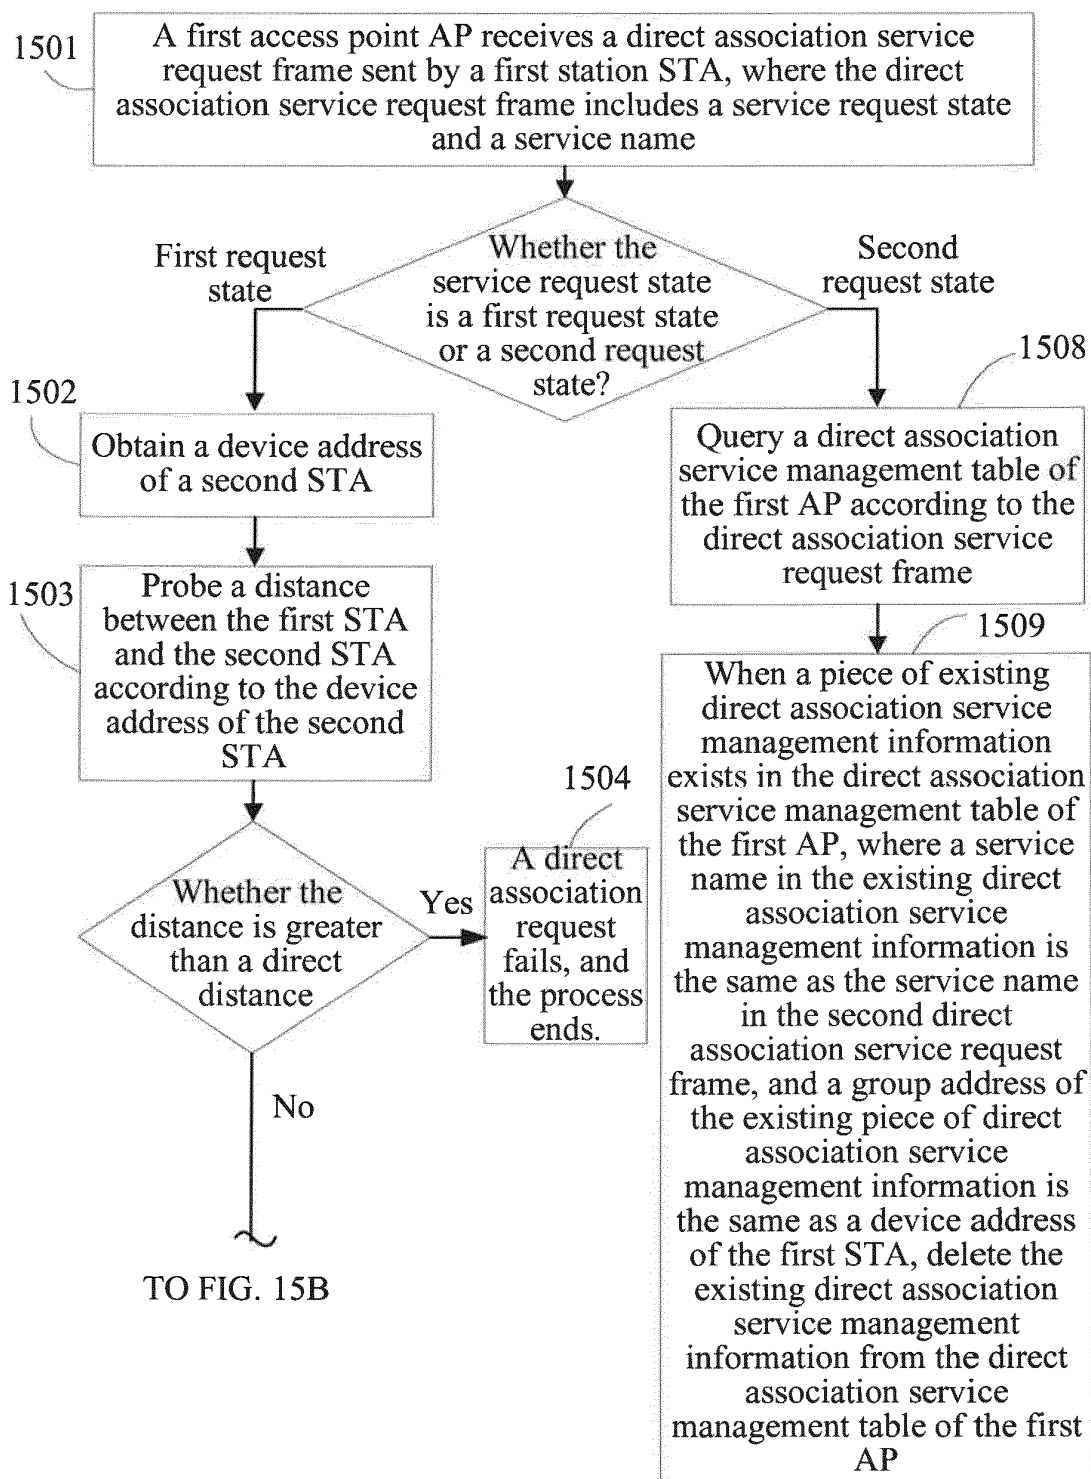 1501
A first access point AP receives a direct association service
request frame sent by a first station STA, where the direct
association service request frame includes a service request state
and a service name
First request
state
Whether the
service request state
is a first request state
or a second request
state?
Second
request state
1502
Obtain a device address
of a second STA
1508
Query a direct association
service management table of
the first AP according to the
direct association service
request frame
1503
Probe a distance
between the first STA
and the second STA
according to the device
address of the second
STA
1509
When a piece of existing
direct association service
management information
exists in the direct association
service management table of
the first AP, where a service
name in the existing direct
association service
management information is
the same as the service name
in the second direct
association service request
frame, and a group address of
the existing piece of direct
association service
management information is
the same as a device address
of the first STA, delete the
existing direct association
service management
information from the direct
association service
management table of the first
AP
Whether the
distance is greater
than a direct
distance
Yes
1504
A direct
association
request
fails, and
the process
ends.
No
TO FIG. 15B